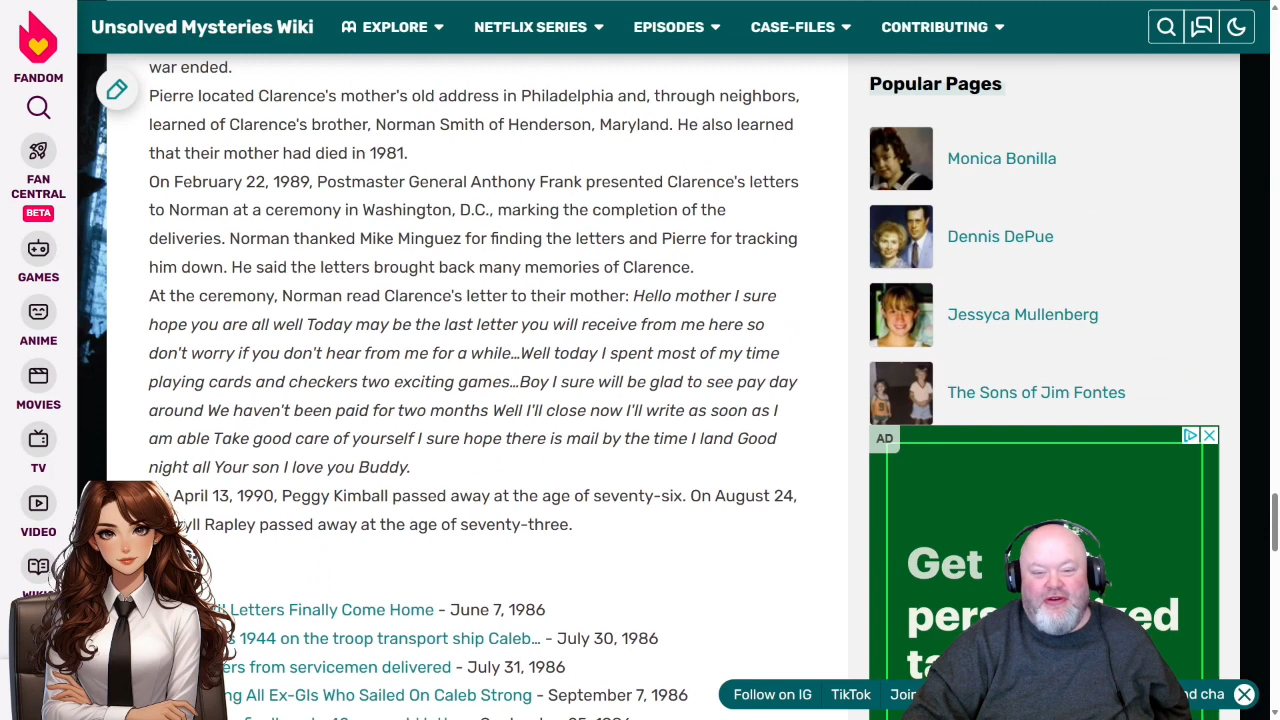 Unsolved Mysteries Wiki
EXPLORE
NETFLIX SERIES
EPISODES
CASE-FILES
CONTRIBUTING
FANDOM
FAN
CENTRAL
BETA
GAMES
ANIME
MOVIES
TV
VIDEO
war ended.
Pierre located Clarence's mother's old address in Philadelphia and, through neighbors,
learned of Clarence's brother, Norman Smith of Henderson, Maryland. He also learned
that their mother had died in 1981.
On February 22, 1989, Postmaster General Anthony Frank presented Clarence's letters
to Norman at a ceremony in Washington, D.C., marking the completion of the
deliveries. Norman thanked Mike Minguez for finding the letters and Pierre for tracking
him down. He said the letters brought back many memories of Clarence.
At the ceremony, Norman read Clarence's letter to their mother: Hello mother I sure
hope you are all well Today may be the last letter you will receive from me here so
don't worry if you don't hear from me for a while…Well today I spent most of my time
playing cards and checkers two exciting games…Boy I sure will be glad to see pay day
around We haven't been paid for two months Well I'll close now I'll write as soon as I
am able Take good care of yourself I sure hope there is mail by the time I land Good
night all Your son I love you Buddy.
April 13, 1990, Peggy Kimball passed away at the age of seventy-six. On August 24,
Rapley passed away at the age of seventy-three.
Letters Finally Come Home - June 7, 1986
1944 on the troop transport ship Caleb… - July 30, 1986
from servicemen delivered - July 31, 1986
All Ex-GIs Who Sailed On Caleb Strong - September 7, 1986
Popular Pages
Monica Bonilla
Dennis DePue
Jessyca Mullenberg
The Sons of Jim Fontes
AD
Get
Follow on IG
TikTok
Join